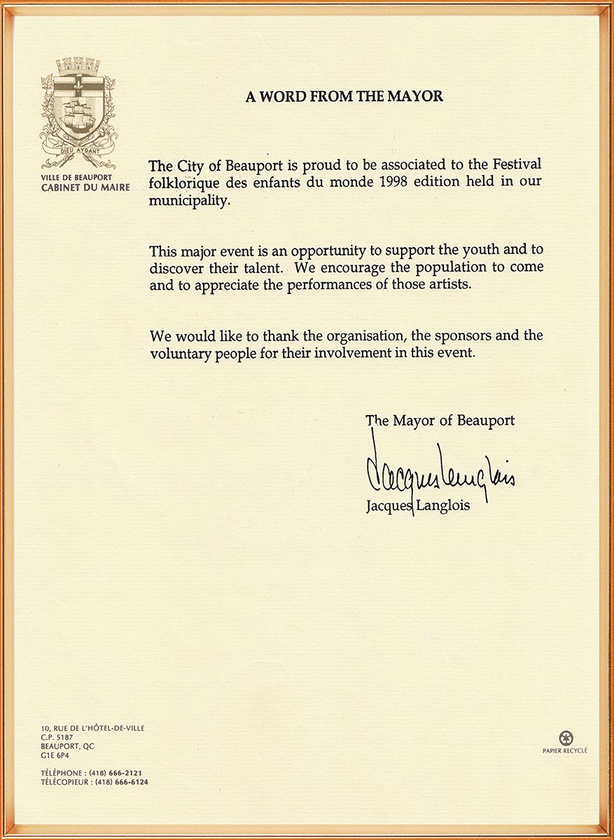 DIEU AYDANT
VILLE DE BEAUPORT
CABINET DU MAIRE
A WORD FROM THE MAYOR
The City of Beauport is proud to be associated to the Festival
folklorique des enfants du monde 1998 edition held in our
municipality.
This major event is an opportunity to support the youth and to
discover their talent. We encourage the population to come
and to appreciate the performances of those artists.
We would like to thank the organisation, the sponsors and the
voluntary people for their involvement in this event.
The Mayor of Beauport
Jacques Langlois
Jacques Langlois
10, RUE DE L'HÔTEL-DE-VILLE
C.P. 5187
BEAUPORT, QC
G1E 6P4
TÉLÉPHONE : (418) 666-2121
TÉLÉCOPIEUR : (418) 666-6124
PAPIER RECYCLÉ